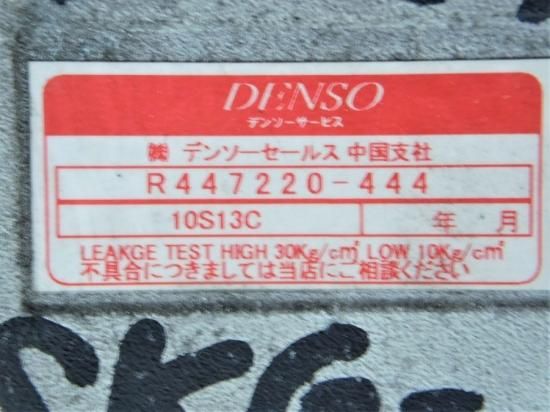 DENSO
デンソーサービス
㈱ デンソーセールス 中国支社
R447220-444
10S13C 年 月
LEAKGE TEST HIGH 30Kg/c㎡ LOW 10Kg/c㎡
不具合につきましては当店にご相談ください